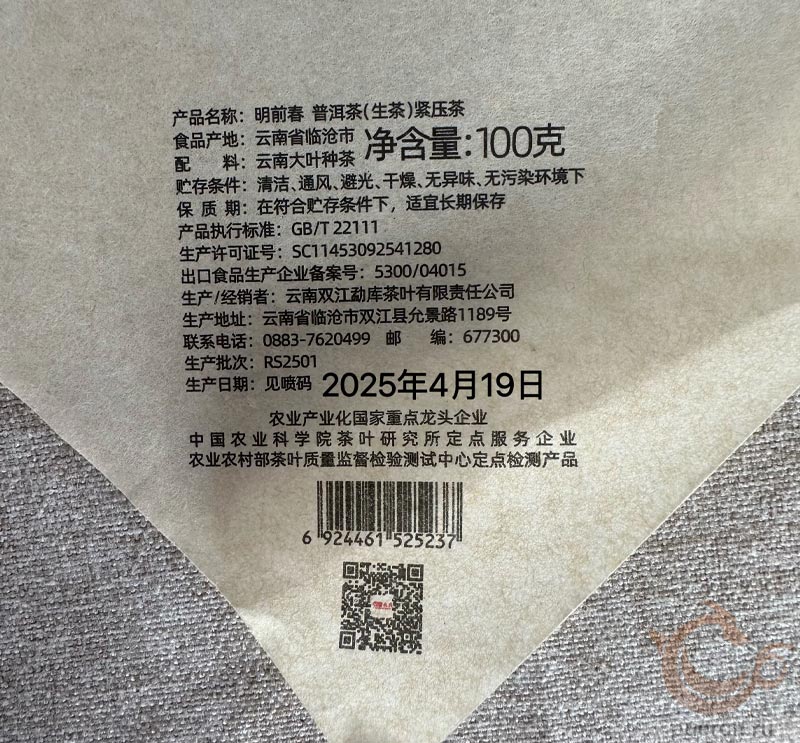 产品名称：明前春 普洱茶(生茶)紧压茶
食品产地：云南省临沧市
净含量：100克
配 料：云南大叶种茶
贮存条件：清洁、通风、避光、干燥、无异味、无污染环境下
保 质 期：在符合贮存条件下，适宜长期保存
产品执行标准：GB/T 22111
生产许可证号：SC11453092541280
出口食品生产企业备案号：5300/04015
生产/经销者：云南双江勐库茶叶有限责任公司
生产地址：云南省临沧市双江县允景路1189号
联系电话：0883-7620499 邮 编：677300
生产批次：RS2501
生产日期：见喷码 2025年4月19日
农业产业化国家重点龙头企业
中国农业科学院茶叶研究所定点服务企业
农业农村部茶叶质量监督检验测试中心定点检测产品
6 924461 525237